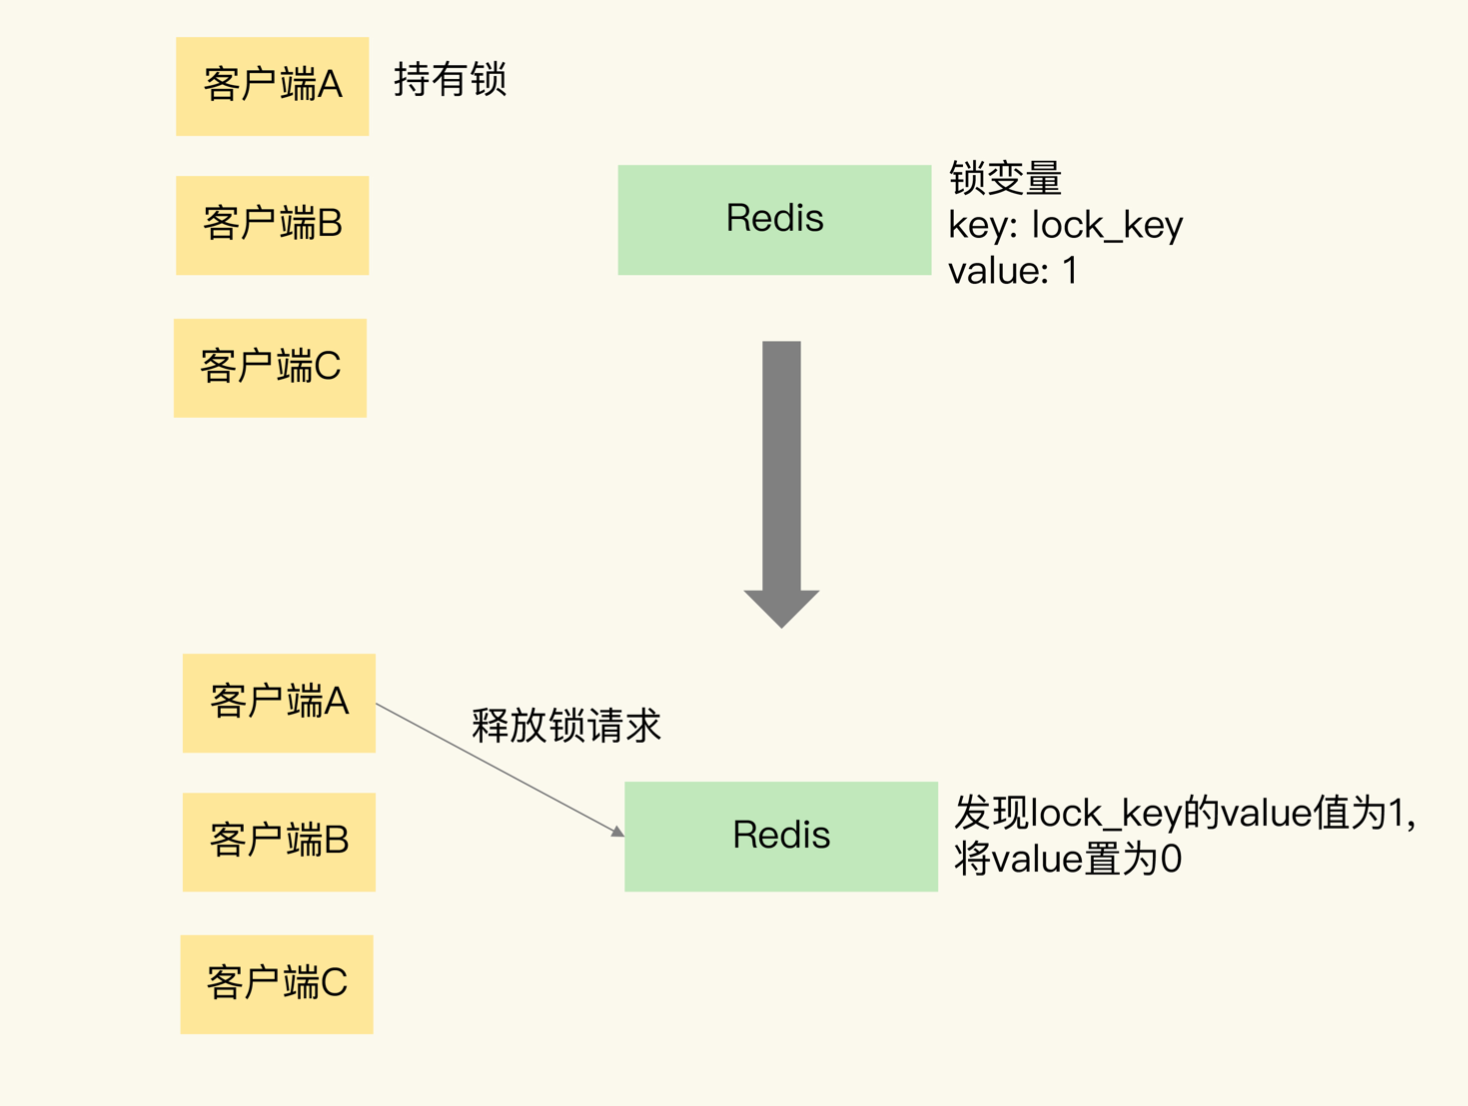 客户端A
持有锁
客户端B
Redis
锁变量
key: lock_key
value: 1
客户端C
客户端A
释放锁请求
客户端B
Redis
发现lock_key的value值为1,
将value置为0
客户端C